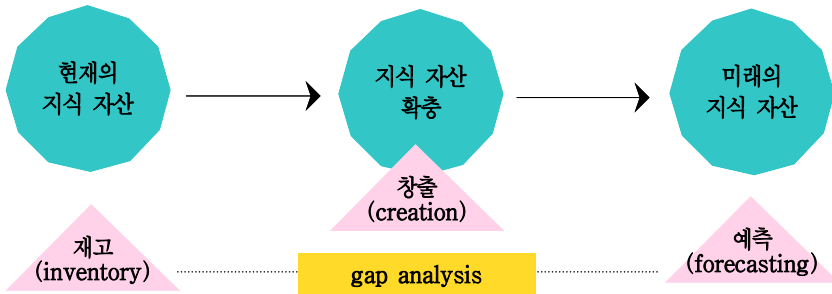 현재의
지식 자산
지식 자산
확충
미래의
지식 자산
창출
(creation)
재고
(inventory)
gap analysis
예측
(forecasting)